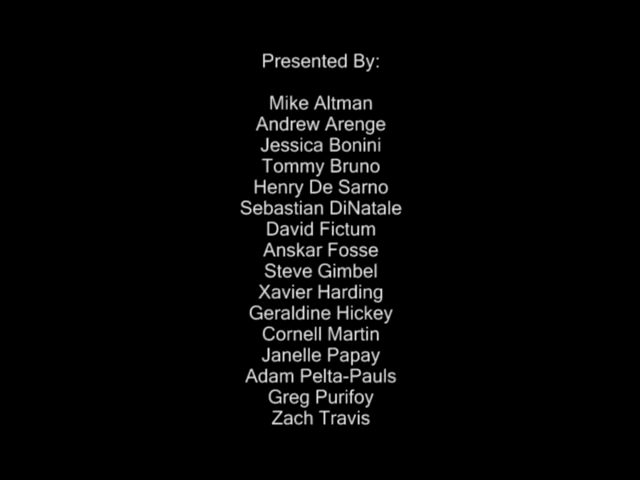 Presented By:
Mike Altman
Andrew Arenge
Jessica Bonini
Tommy Bruno
Henry De Sarno
Sebastian DiNatale
David Fictum
Anskar Fosse
Steve Gimbel
Xavier Harding
Geraldine Hickey
Cornell Martin
Janelle Papay
Adam Pelta-Pauls
Greg Purifoy
Zach Travis